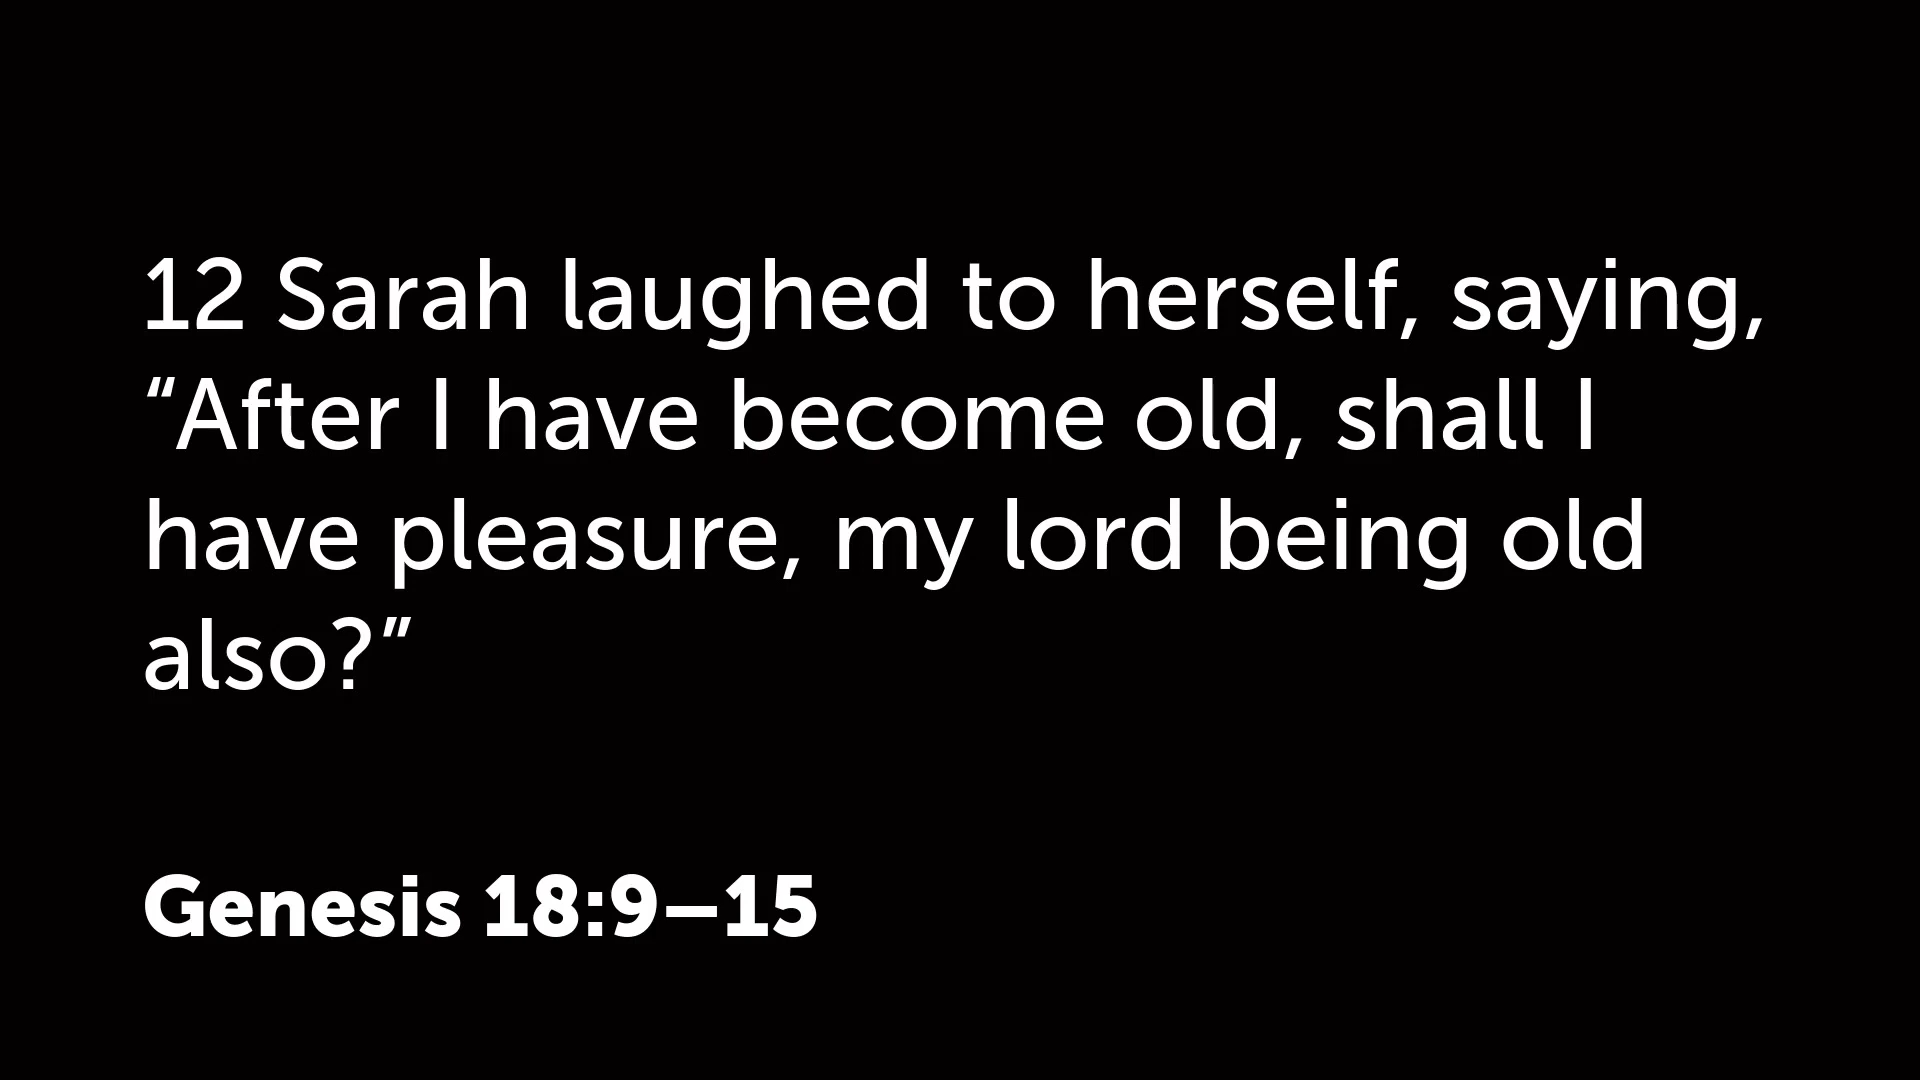 12 Sarah laughed to herself, saying,
“After I have become old, shall I
have pleasure, my lord being old
also?”
Genesis 18:9–15